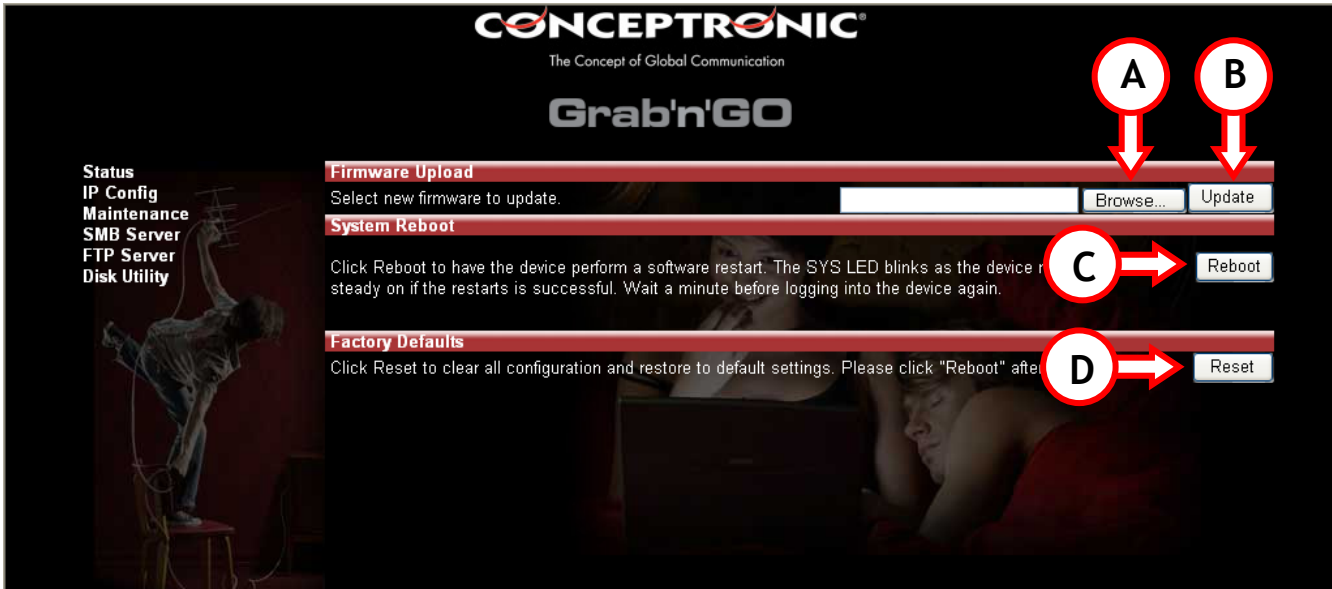 CONCEPTRONIC®
The Concept of Global Communication
Grab'n'GO
A
B
Status
IP Config
Maintenance
SMB Server
FTP Server
Disk Utility
Firmware Upload
Select new firmware to update.
Browse...
Update
System Reboot
Click Reboot to have the device perform a software restart. The SYS LED blinks as the device
steady on if the restarts is successful. Wait a minute before logging into the device again.
C
Reboot
Factory Defaults
Click Reset to clear all configuration and restore to default settings. Please click "Reboot" after
D
Reset